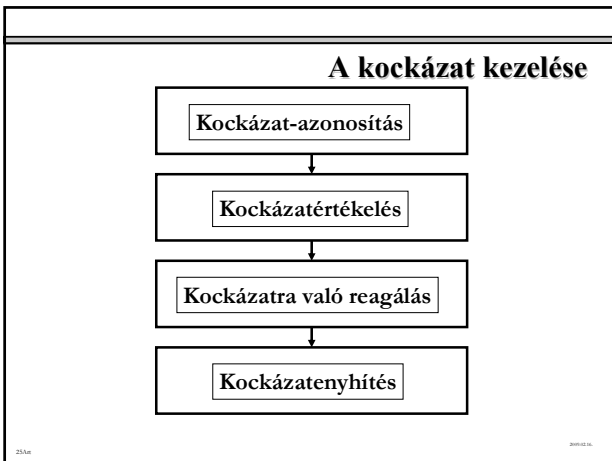 A kockázat kezelése
Kockázat-azonosítás
Kockázatértékelés
Kockázatra való reagálás
Kockázatenyhítés